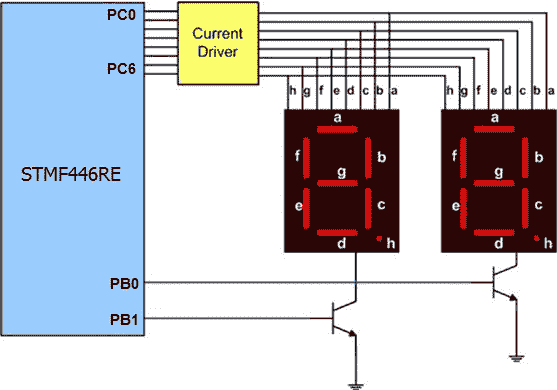 PC0
Current
Driver
PC6
STMF446RE
PB0
PB1
h g f e d c b a
a
f b
g
e c
d h
h g f e d c b a
a
f b
g
e c
d h